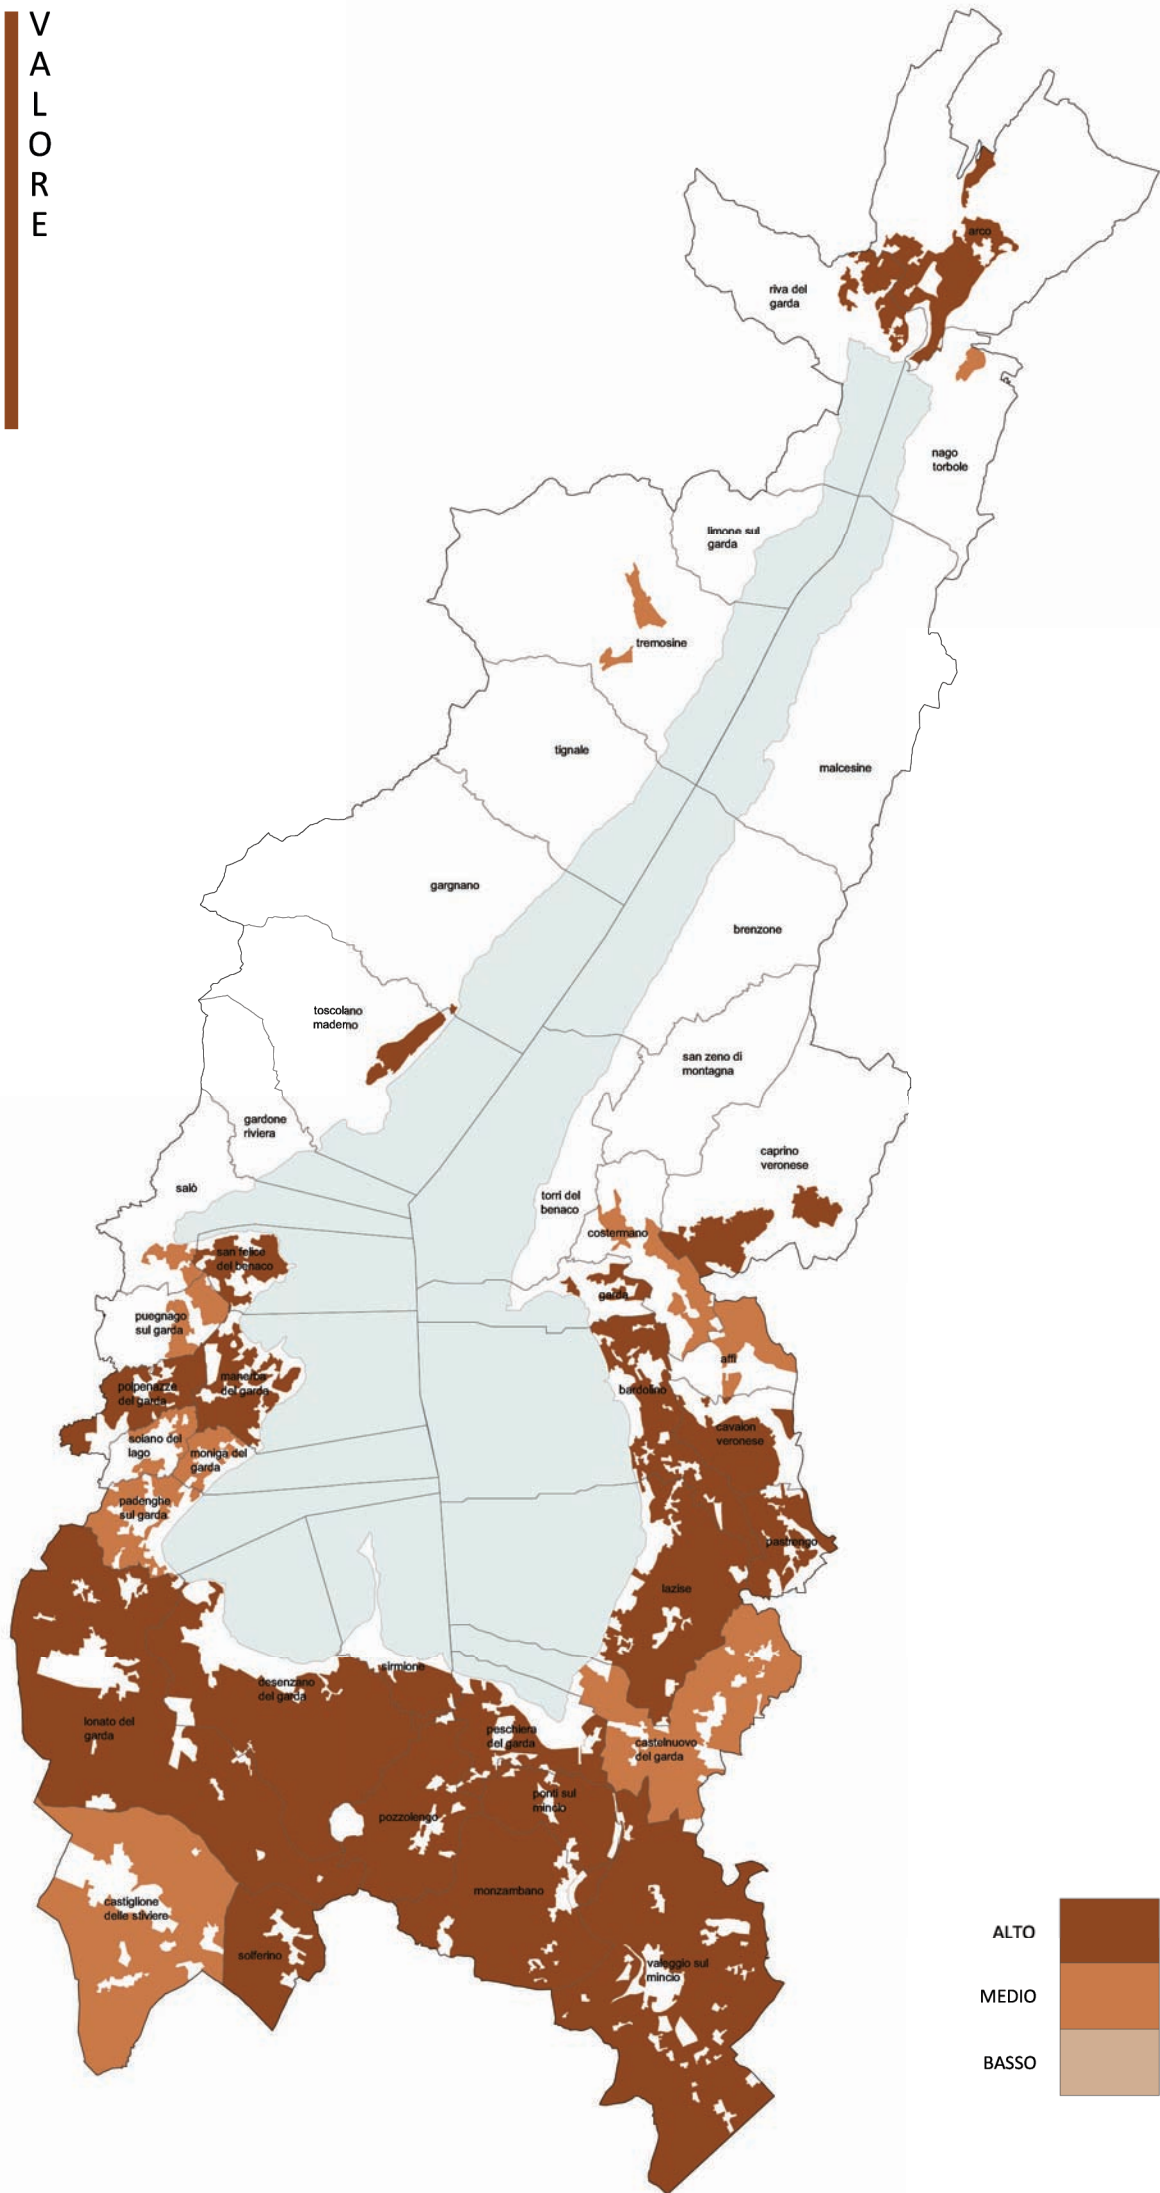 V
A
L
O
R
E
arco
riva del
garda
nago
torbole
limone sul
garda
tremosine
tignale
malcesine
gargnano
brenzone
toscolano
maderno
san zeno di
montagna
gardone
riviera
caprino
veronese
salò
torri del
benaco
costermano
san felice
del benaco
garda
puegnago
sul garda
affi
manerba
del garda
polpenazze
del garda
bardolino
cavaion
veronese
soiano del
lago
moniga del
garda
padenghe
sul garda
pastrengo
lazise
sirmione
desenzano
del garda
lonato del
garda
peschiera
del garda
castelnuovo
del garda
ponti sul
mincio
pozzolengo
monzambano
castiglione
delle stiviere
solferino
valeggio sul
mincio
ALTO
MEDIO
BASSO